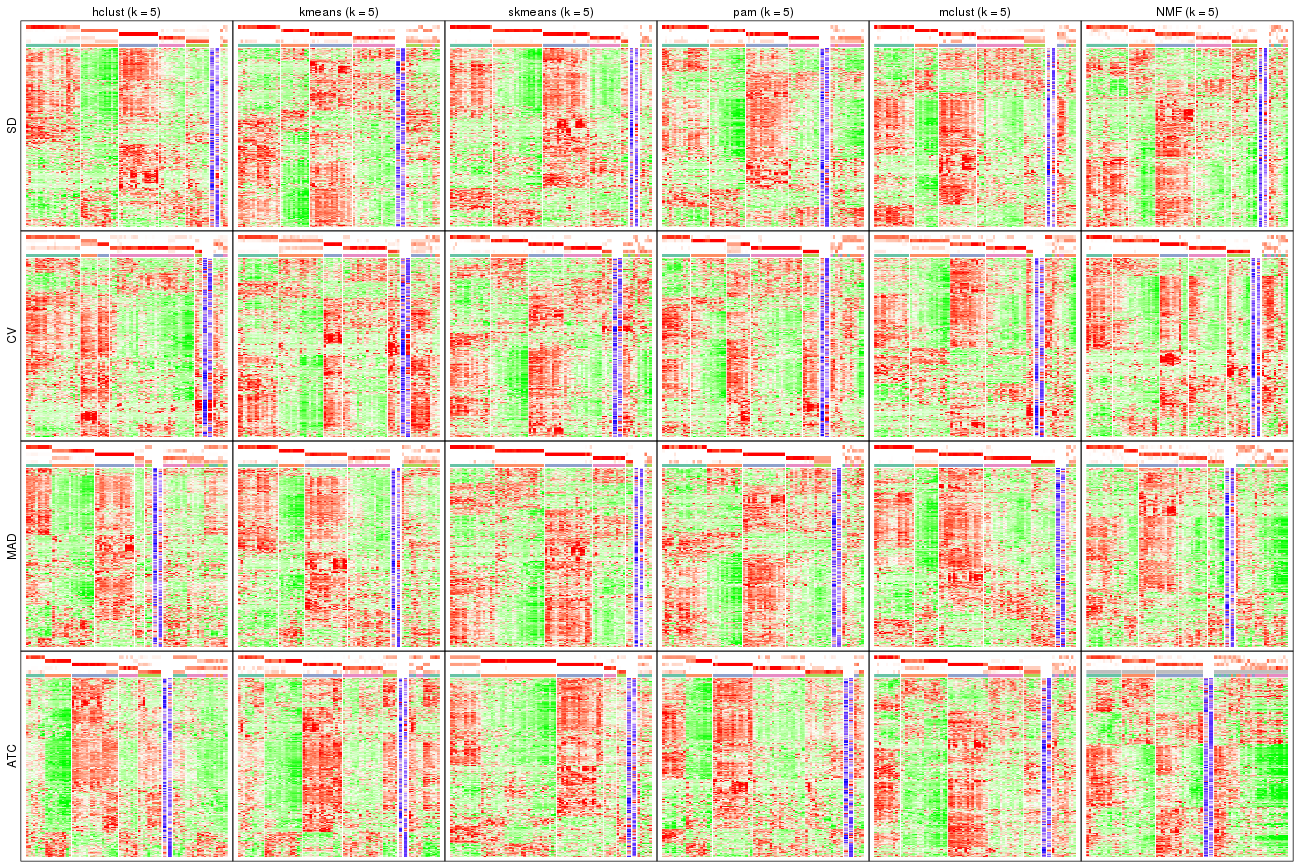 hclust (k = 5) kmeans (k = 5) skmeans (k = 5) pam (k = 5) mclust (k = 5) NMF (k = 5)
SD
CV
MAD
ATC